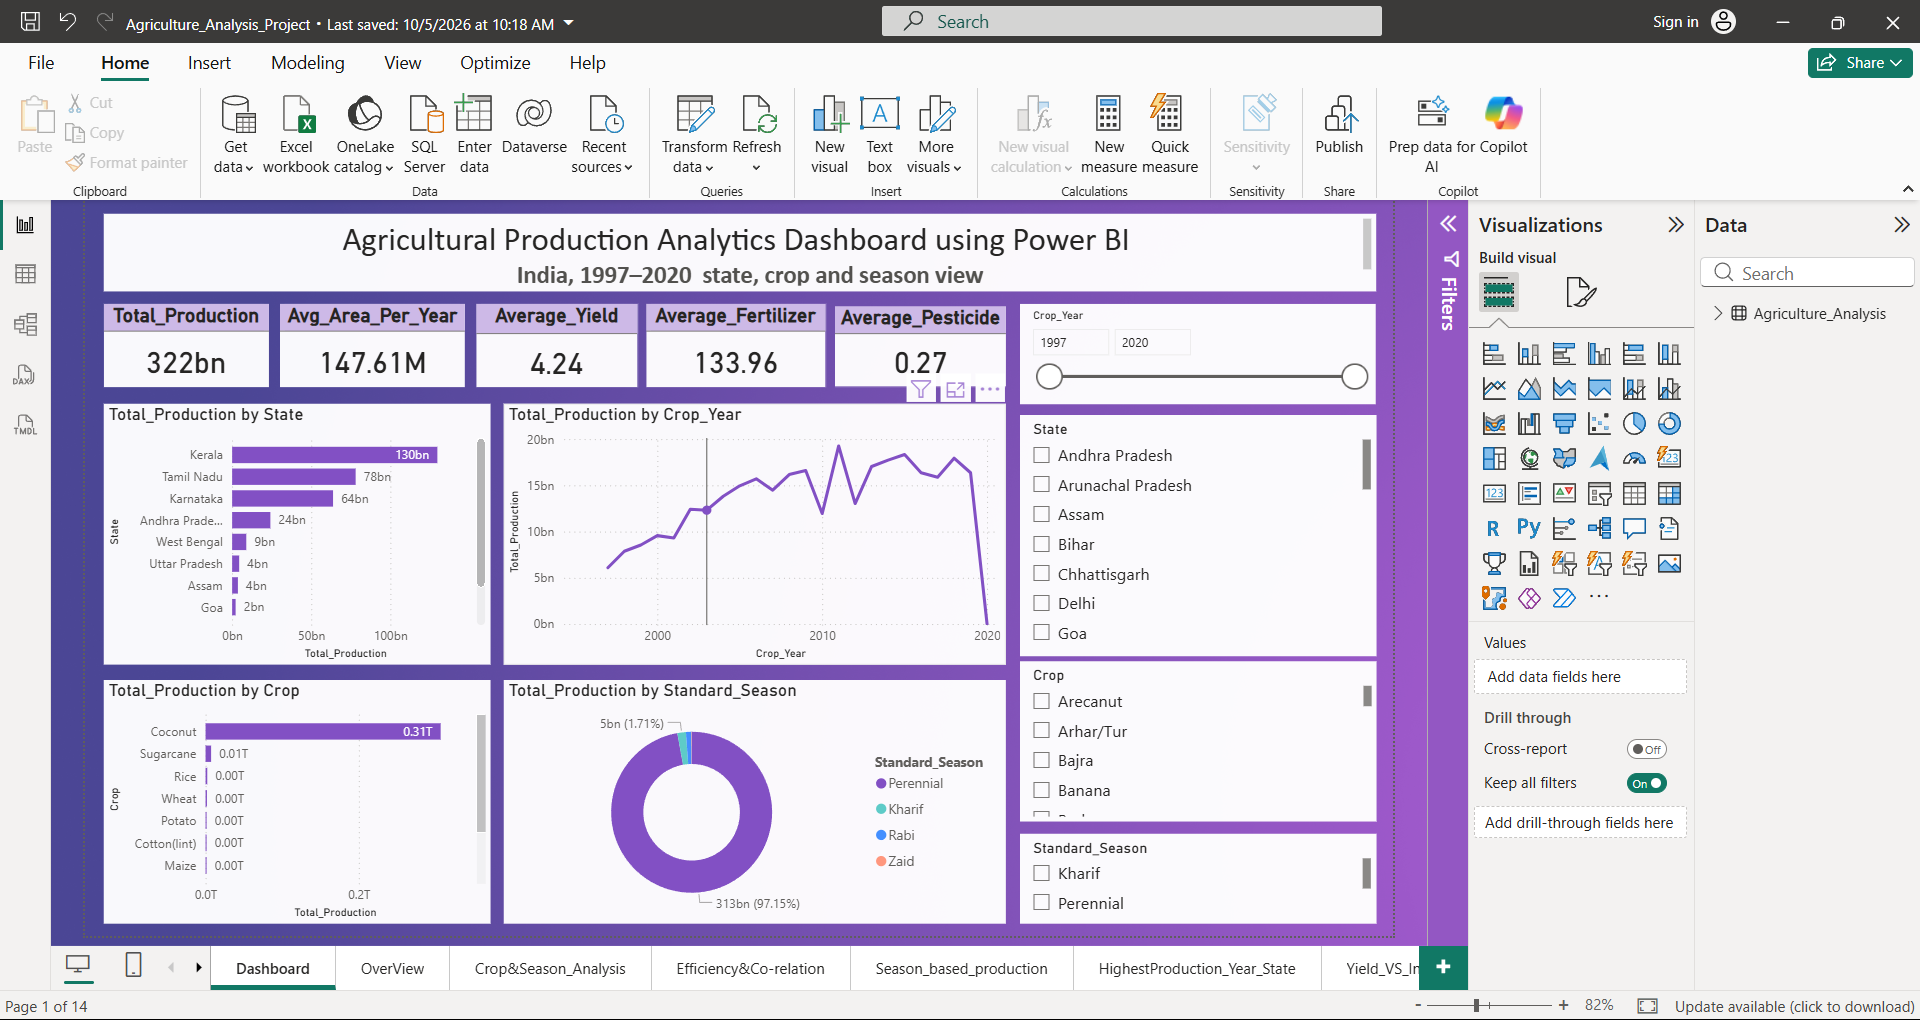 Agriculture_Analysis_Project • Last saved: 10/5/2026 at 10:18 AM
Search
Sign in
File
Home
Insert
Modeling
View
Optimize
Help
Share
Paste
Cut
Copy
Format painter
Clipboard
Get data
Excel workbook
OneLake catalog
SQL Server
Enter data
Dataverse
Recent sources
Data
Transform data
Refresh
Queries
New visual
Text box
More visuals
Insert
New visual calculation
New measure
Quick measure
Calculations
Sensitivity
Sensitivity
Publish
Share
Prep data for AI
Copilot
Copilot
DAX
TMDL
Agricultural Production Analytics Dashboard using Power BI
India, 1997–2020 state, crop and season view
Total_Production
322bn
Avg_Area_Per_Year
147.61M
Average_Yield
4.24
Average_Fertilizer
133.96
Average_Pesticide
0.27
Total_Production by State
State
Kerala 130bn
Tamil Nadu 78bn
Karnataka 64bn
Andhra Prade... 24bn
West Bengal 9bn
Uttar Pradesh 4bn
Assam 4bn
Goa 2bn
0bn 50bn 100bn
Total_Production
Total_Production by Crop_Year
Total_Production
20bn
15bn
10bn
5bn
0bn
2000 2010 2020
Crop_Year
Total_Production by Crop
Crop
Coconut 0.31T
Sugarcane 0.01T
Rice 0.00T
Wheat 0.00T
Potato 0.00T
Cotton(lint) 0.00T
Maize 0.00T
0.0T 0.2T
Total_Production
Total_Production by Standard_Season
5bn (1.71%)
313bn (97.15%)
Standard_Season
Perennial
Kharif
Rabi
Zaid
Crop_Year
1997 2020
State
Andhra Pradesh
Arunachal Pradesh
Assam
Bihar
Chhattisgarh
Delhi
Goa
Crop
Arecanut
Arhar/Tur
Bajra
Banana
Standard_Season
Kharif
Perennial
Filters
Visualizations
Build visual
123
123
R
Py
Values
Add data fields here
Drill through
Cross-report
Off
Keep all filters
On
Add drill-through fields here
Data
Search
Agriculture_Analysis
Dashboard
OverView
Crop&Season_Analysis
Efficiency&Co-relation
Season_based_production
HighestProduction_Year_State
Yield_VS_In
Page 1 of 14
- + 82%
Update available (click to download)